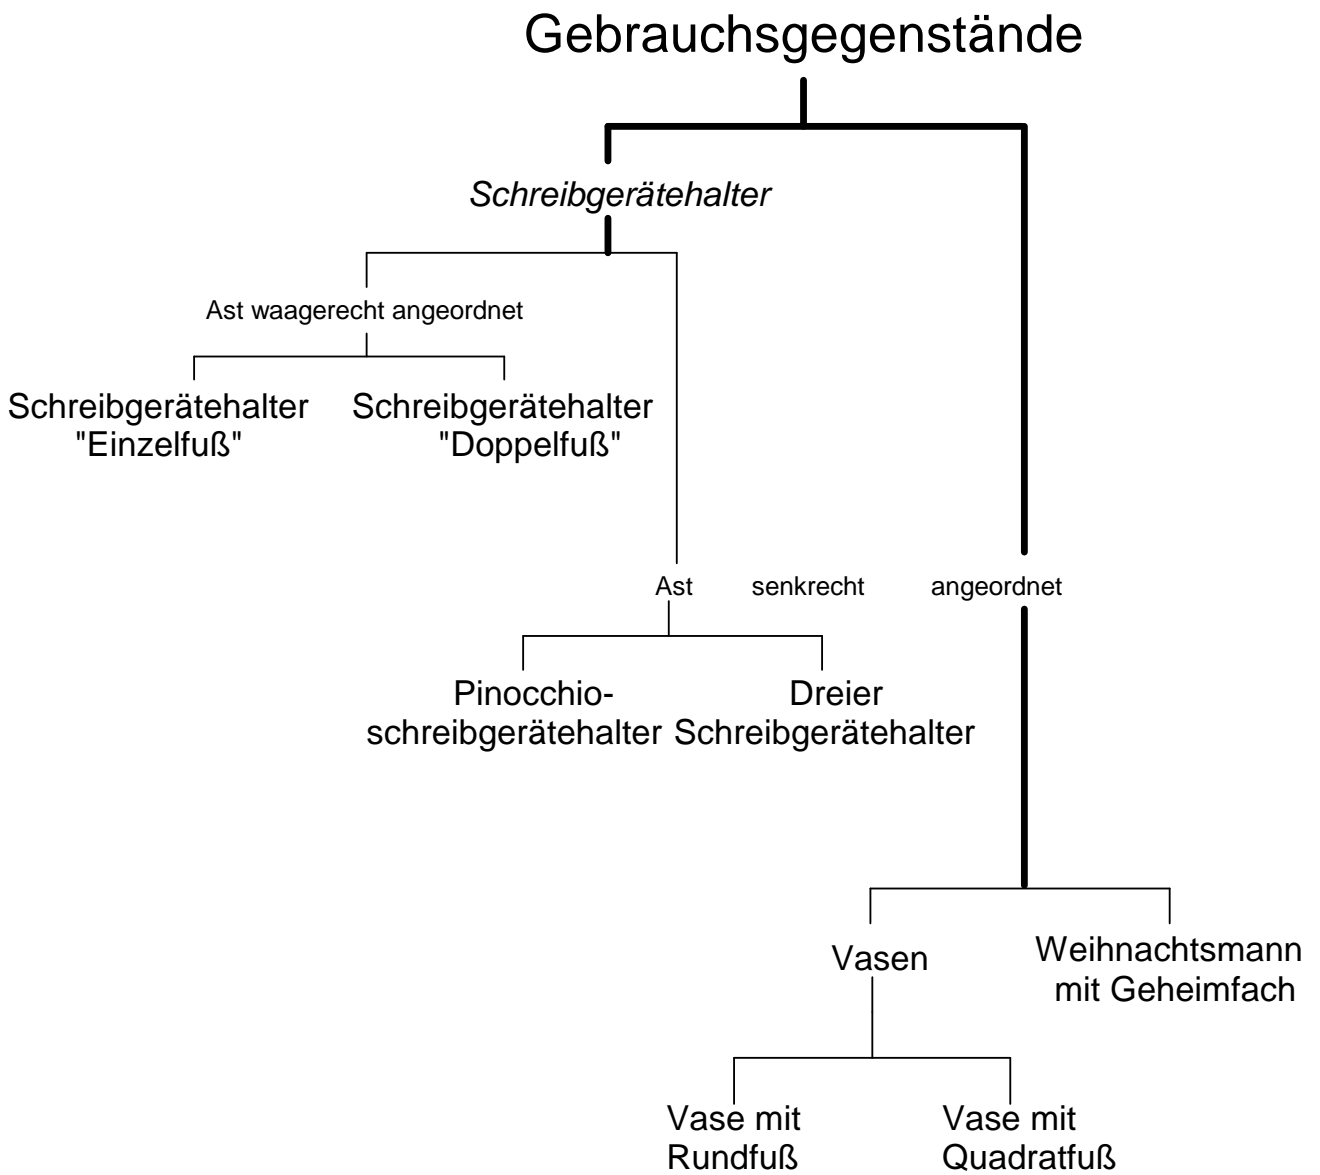 Gebrauchsgegenstände
Schreibgerätehalter
Ast waagerecht angeordnet
Schreibgerätehalter
"Einzelfuß"
Schreibgerätehalter
"Doppelfuß"
Ast senkrecht angeordnet
Pinocchio-
schreibgerätehalter
Dreier
Schreibgerätehalter
Vasen
Weihnachtsmann
mit Geheimfach
Vase mit
Rundfuß
Vase mit
Quadratfuß